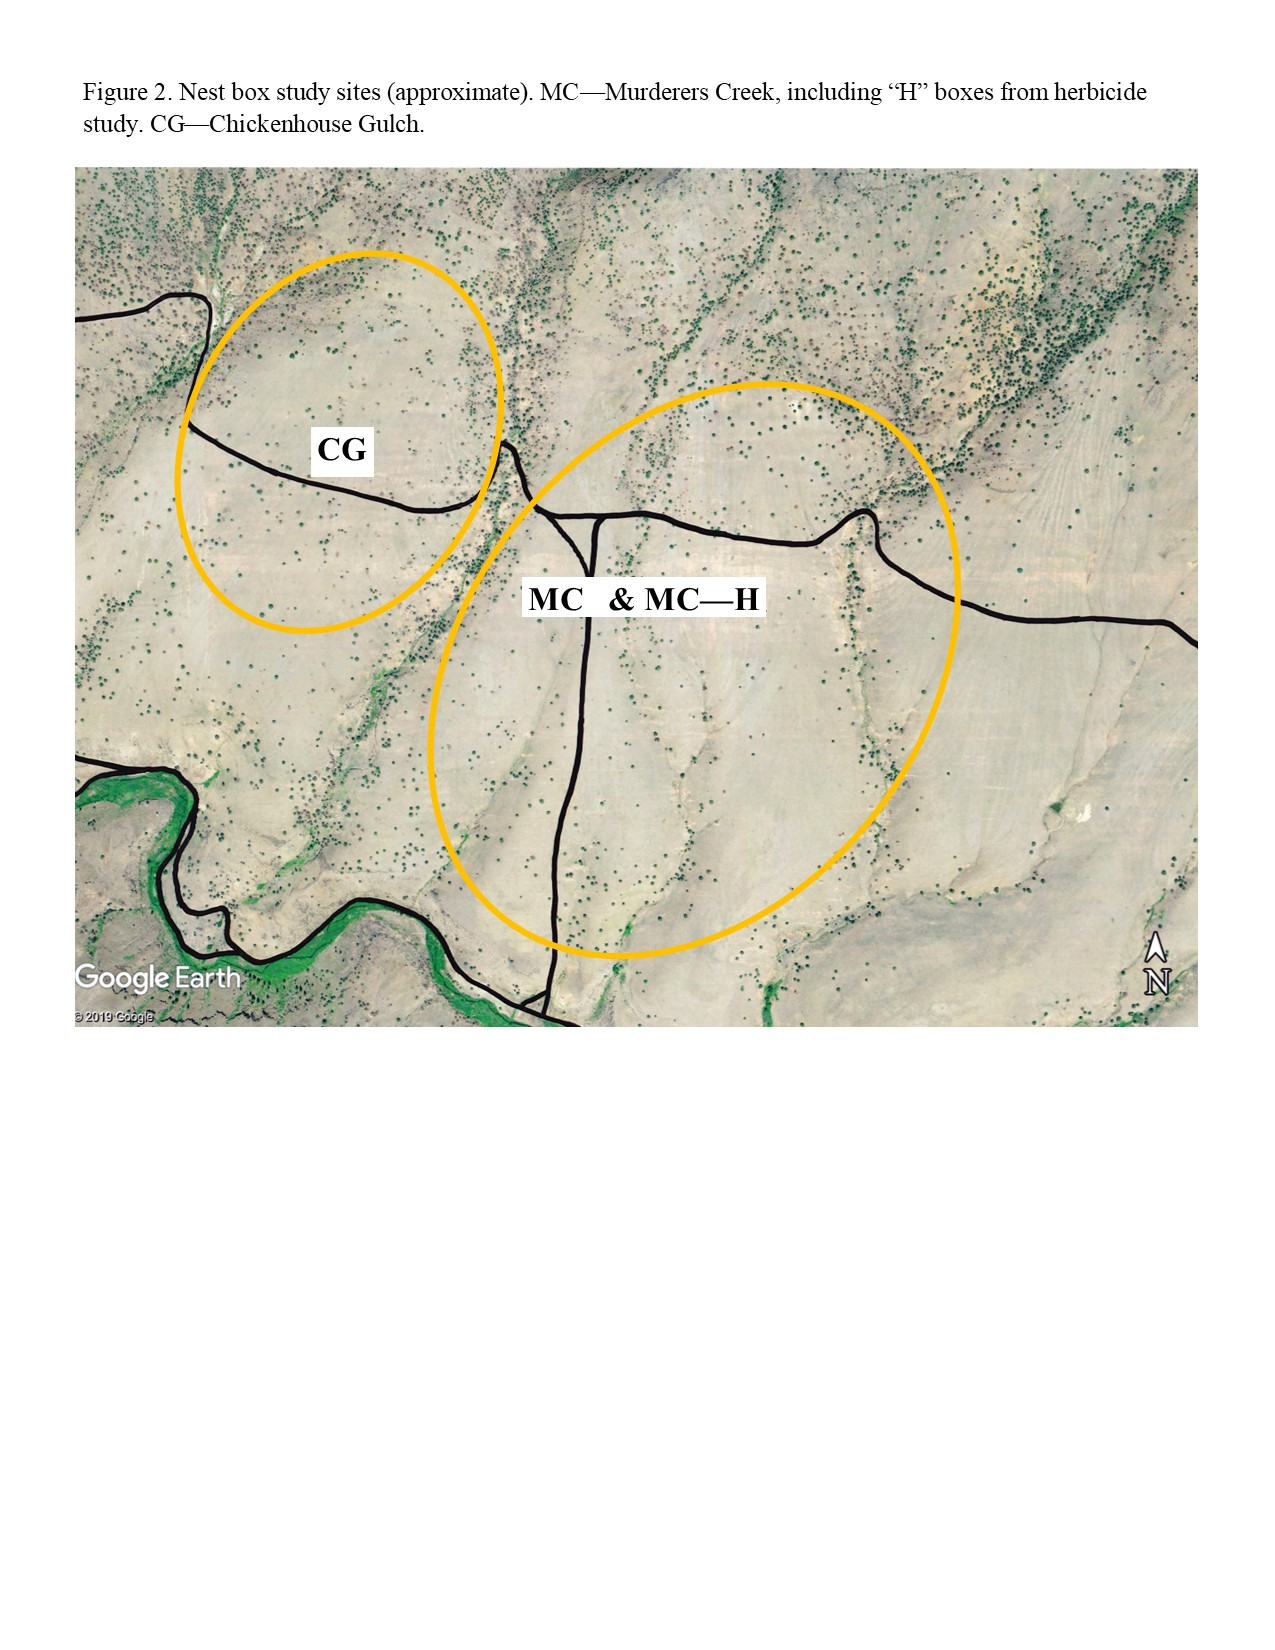 Figure 2. Nest box study sites (approximate). MC—Murderers Creek, including “H” boxes from herbicide
study. CG—Chickenhouse Gulch.
CG
MC & MC—H
Google Earth
© 2019 Google
N